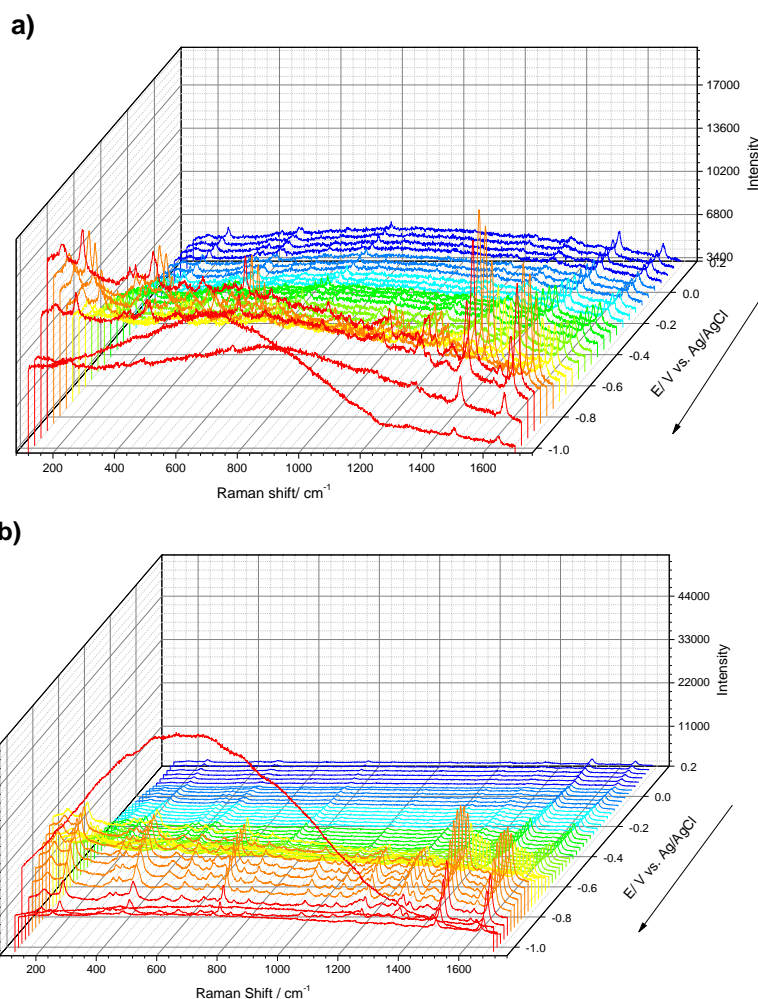 a)
17000
13600
10200
6800
3400
Intensity
0.2
0.0
-0.2
-0.4
-0.6
-0.8
-1.0
E/ V vs. Ag/AgCl
200 400 600 800 1000 1200 1400 1600
Raman shift/ cm-1
b)
44000
33000
22000
11000
Intensity
0.2
0.0
-0.2
-0.4
-0.6
-0.8
-1.0
E/ V vs. Ag/AgCl
200 400 600 800 1000 1200 1400 1600
Raman Shift / cm-1